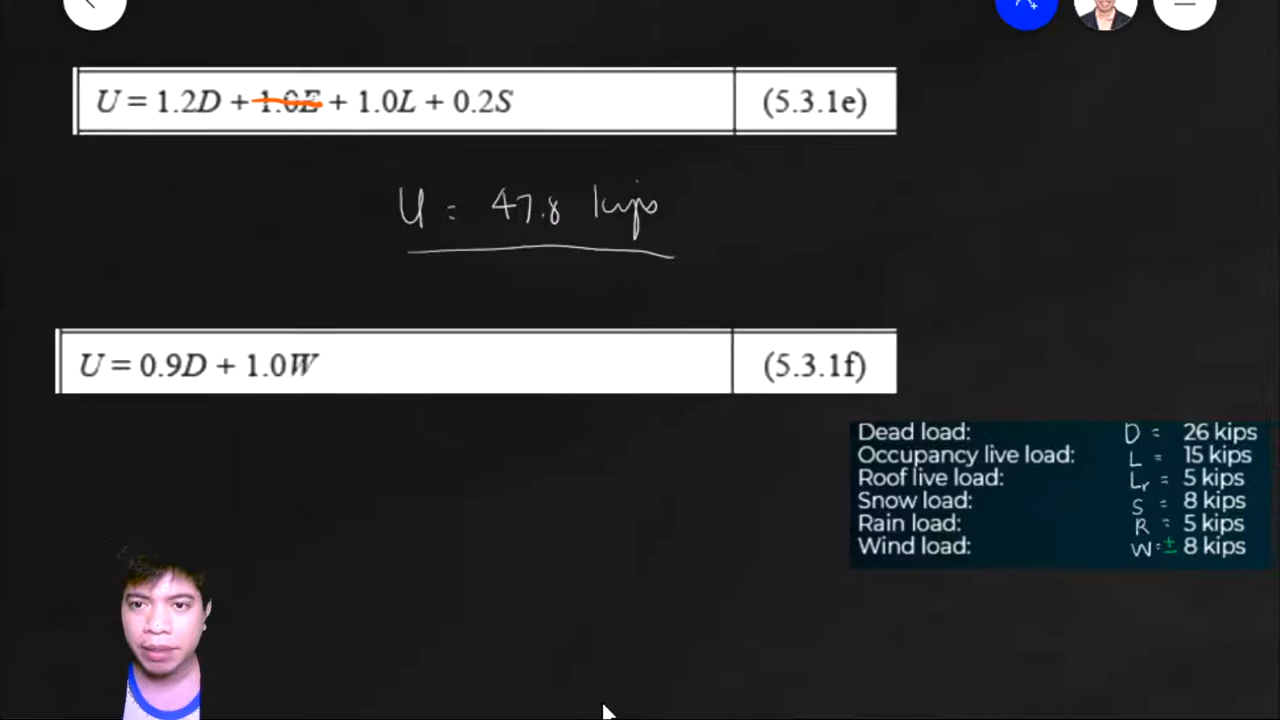 U = 1.2D + 1.0E + 1.0L + 0.2S (5.3.1e)
U = 47.8 kips
U = 0.9D + 1.0W (5.3.1f)
Dead load: D = 26 kips
Occupancy live load: L = 15 kips
Roof live load: Lr = 5 kips
Snow load: S = 8 kips
Rain load: R = 5 kips
Wind load: W = ± 8 kips